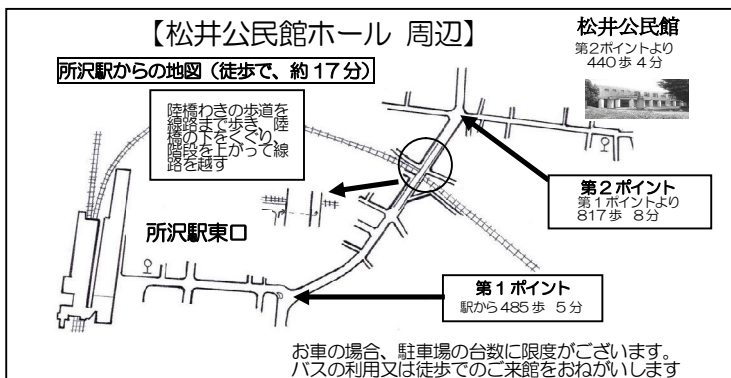 【松井公民館ホール 周辺】
松井公民館
第2ポイントより
440歩 4分
所沢駅からの地図（徒歩で、約17分）
陸橋わきの歩道を
線路まで歩き、陸
橋の下をくぐり、
階段を上がって線
路を越す
第2ポイント
第1ポイントより
817歩 8分
所沢駅東口
第1ポイント
駅から485歩 5分
お車の場合、駐車場の台数に限度がございます。
バスの利用又は徒歩でのご来館をおねがいします